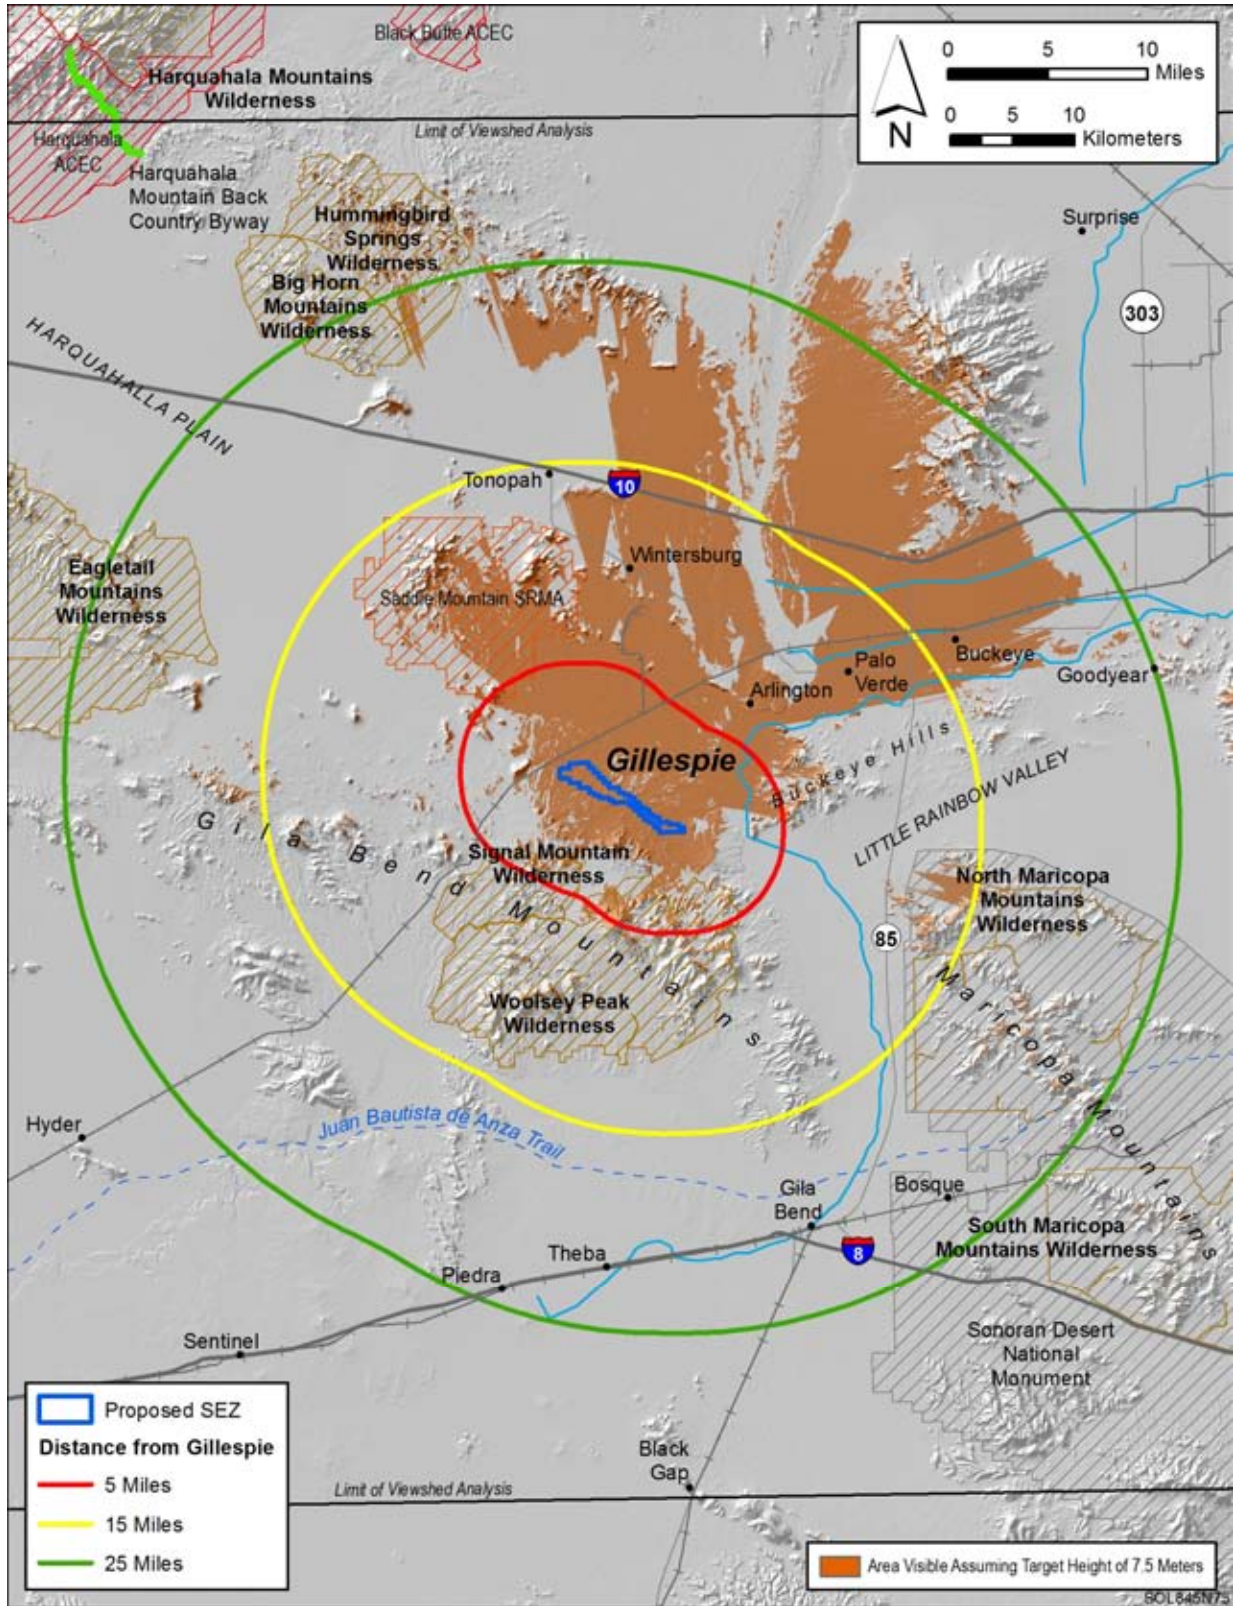 Black Butte ACEC
0 5 10
Miles
0 5 10
Kilometers
N
Harquahala Mountains
Wilderness
Limit of Viewshed Analysis
Harquahala
ACEC
Harquahala
Mountain Back
Country Byway
Hummingbird
Springs
Wilderness
Big Horn
Mountains
Wilderness
Surprise
303
HARQUAHALLA PLAIN
Tonopah
10
Wintersburg
Eagletail
Mountains
Wilderness
Saddle Mountain SRMA
Palo
Verde
Buckeye
Goodyear
Arlington
Gillespie
Buckeye Hills
LITTLE RAINBOW VALLEY
Gila Bend Mountains
Signal Mountain
Wilderness
North Maricopa
Mountains
Wilderness
85
Maricopa Mountains
Woolsey Peak
Wilderness
Hyder
Juan Bautista de Anza Trail
Gila
Bend
Bosque
South Maricopa
Mountains Wilderness
8
Theba
Piedra
Sentinel
Sonoran Desert
National
Monument
Proposed SEZ
Distance from Gillespie
5 Miles
15 Miles
25 Miles
Black
Gap
Limit of Viewshed Analysis
Area Visible Assuming Target Height of 7.5 Meters
SOL845N75